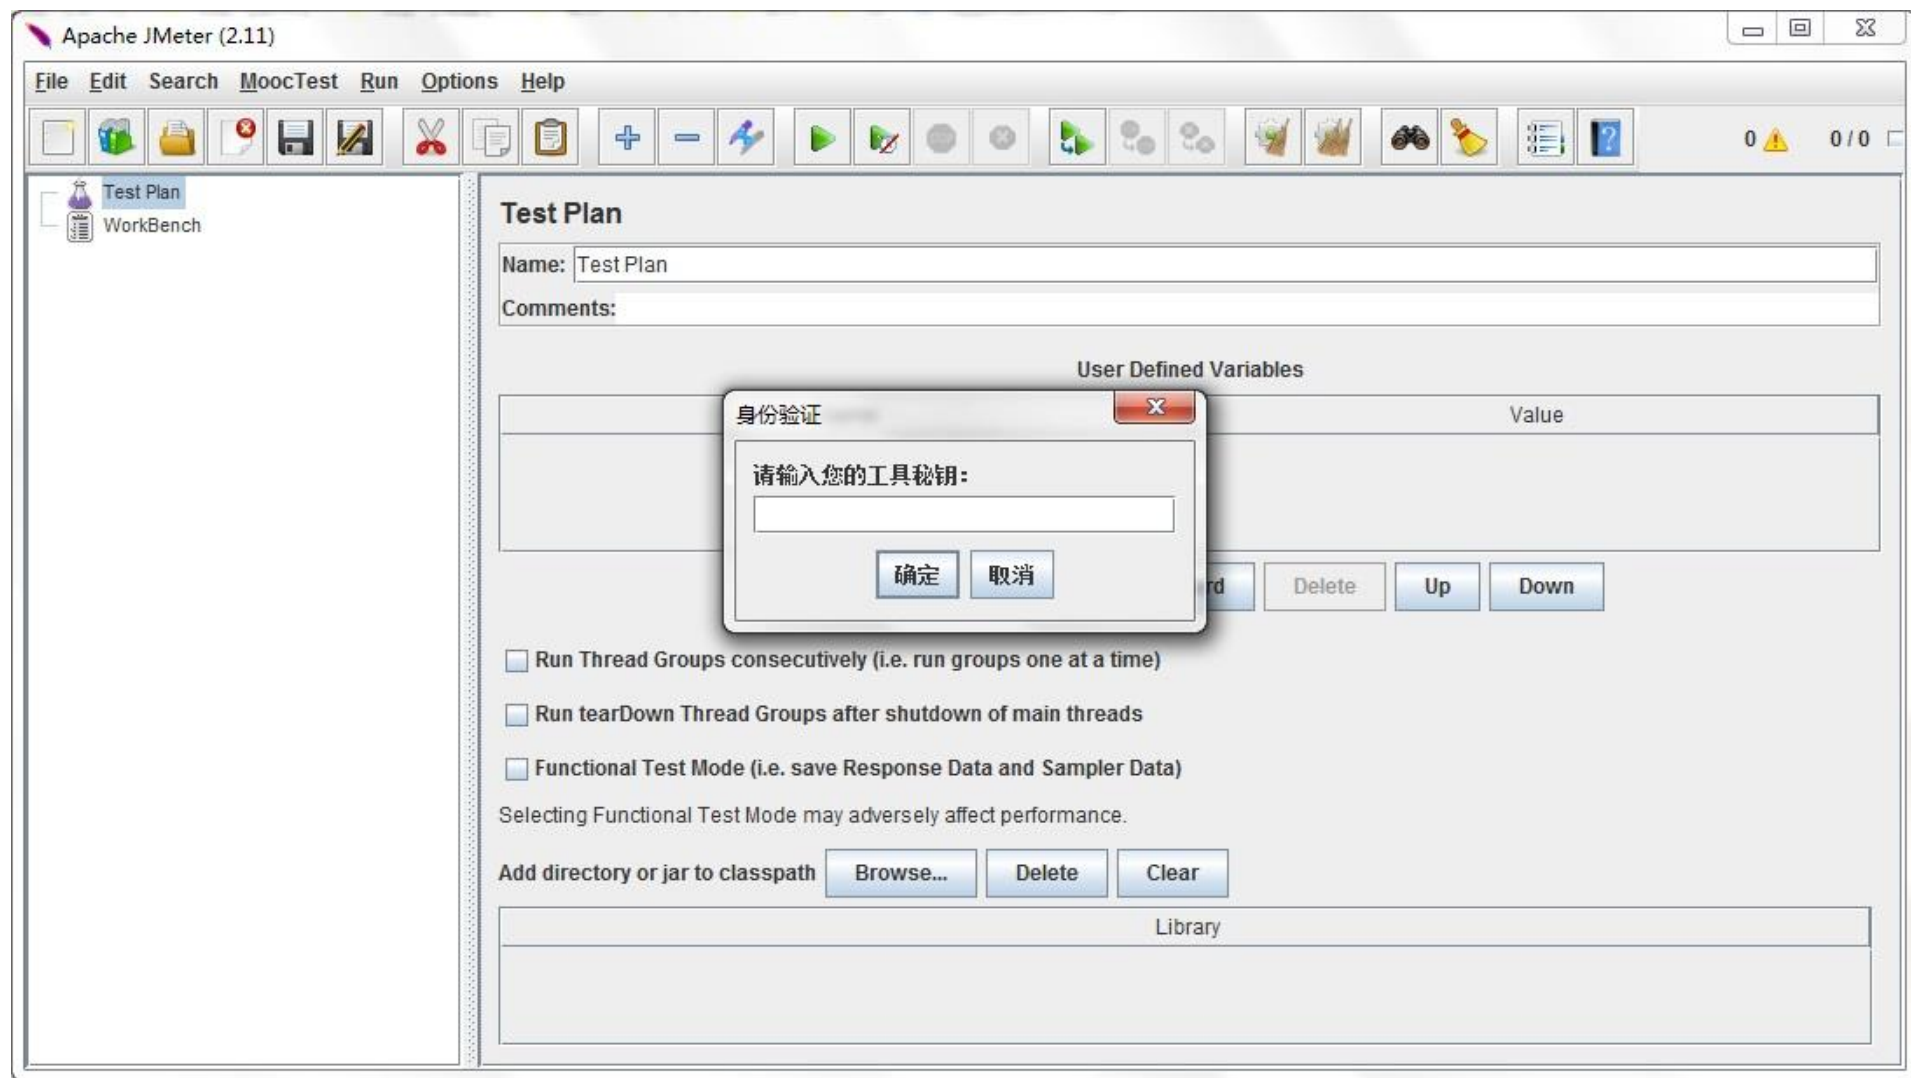 Apache JMeter (2.11)
File Edit Search MoocTest Run Options Help
0 0 / 0
Test Plan
WorkBench
Test Plan
Name: Test Plan
Comments:
User Defined Variables
Value
身份验证
请输入您的工具秘钥：
确定 取消
rd Delete Up Down
Run Thread Groups consecutively (i.e. run groups one at a time)
Run tearDown Thread Groups after shutdown of main threads
Functional Test Mode (i.e. save Response Data and Sampler Data)
Selecting Functional Test Mode may adversely affect performance.
Add directory or jar to classpath Browse... Delete Clear
Library